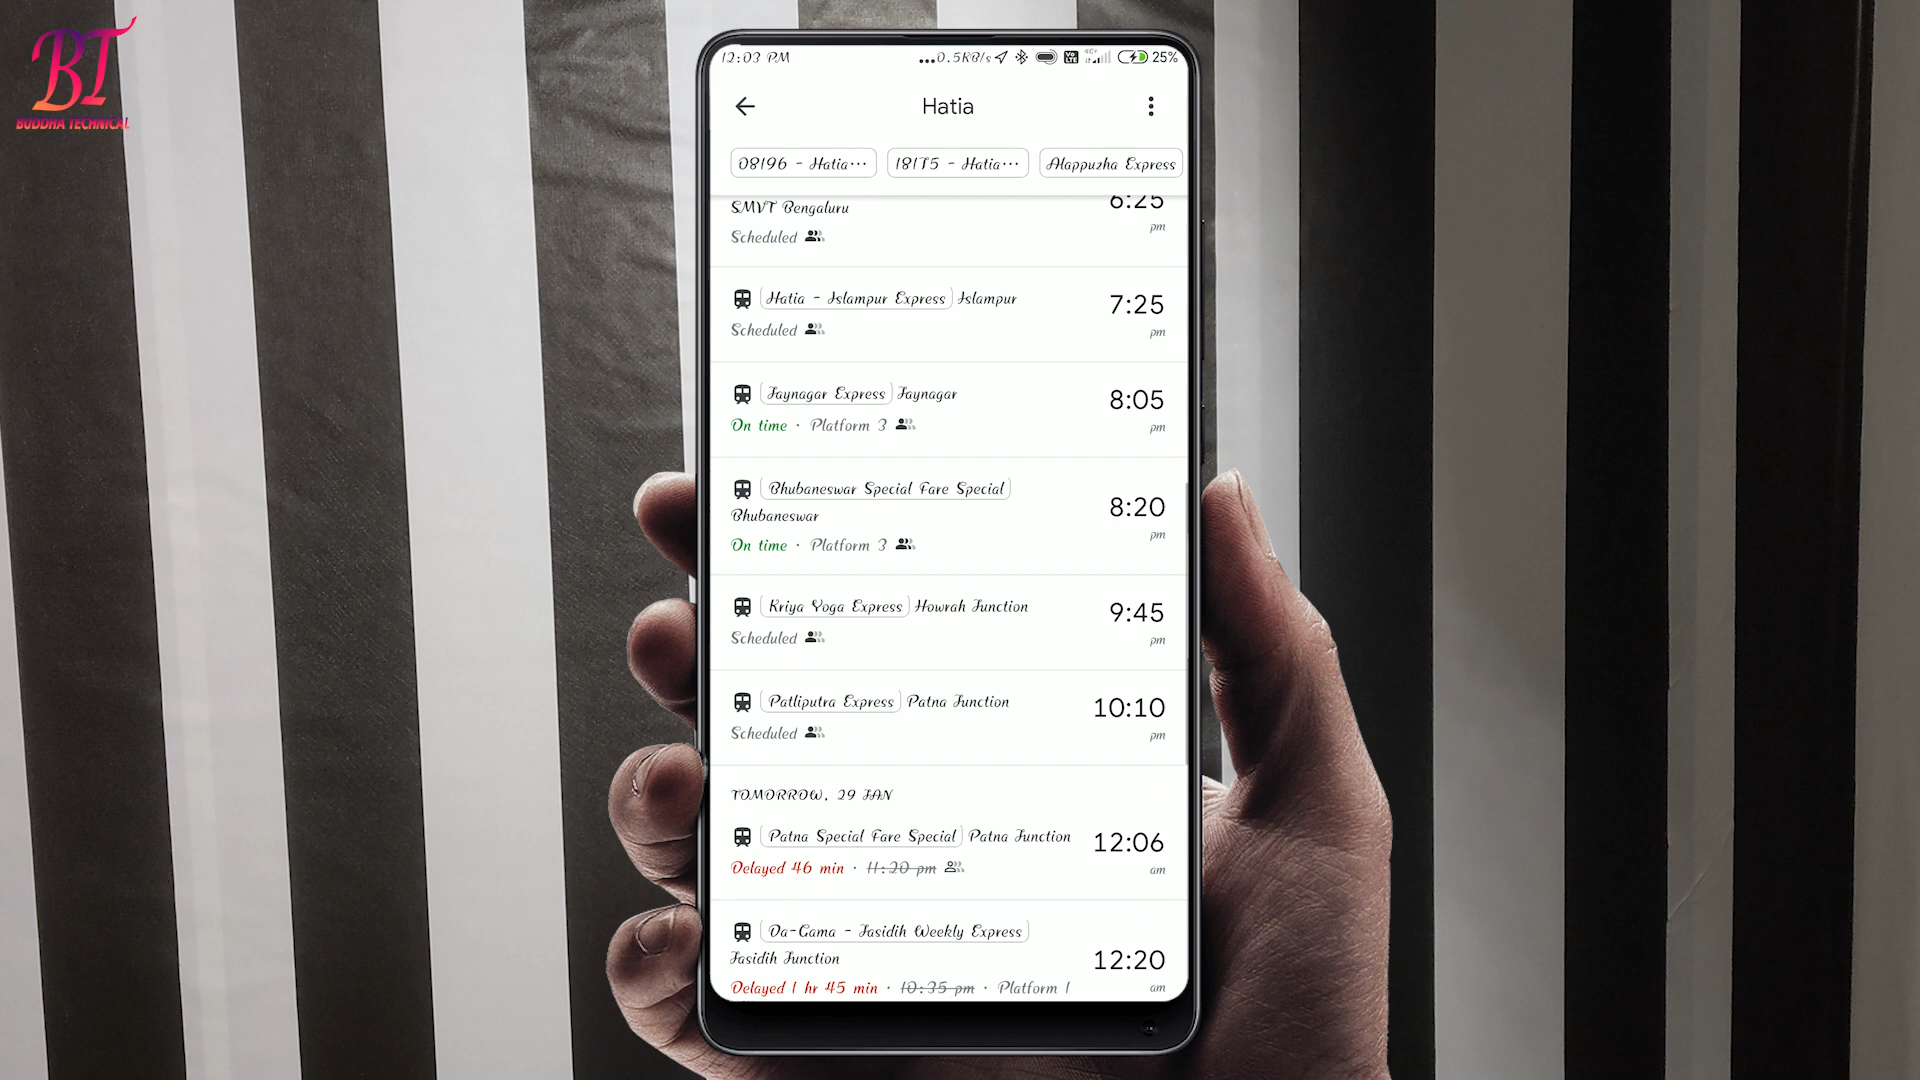 BT
BUDDHA TECHNICAL
12:03 PM
...0.5KB/s
Vo LTE
4G+
25%
Hatia
08196 - Hatia···
18175 - Hatia···
Alappuzha Express
SMVT Bengaluru
6:25
pm
Scheduled
Hatia - Islampur Express Islampur
7:25
pm
Scheduled
Jaynagar Express Jaynagar
8:05
pm
On time · Platform 3
Bhubaneswar Special Fare Special
Bhubaneswar
8:20
pm
On time · Platform 3
Kriya Yoga Express Howrah Junction
9:45
pm
Scheduled
Patliputra Express Patna Junction
10:10
pm
Scheduled
TOMORROW, 29 JAN
Patna Special Fare Special Patna Junction
12:06
am
Delayed 46 min · 11:20 pm
Da-Gama - Jasidih Weekly Express
Jasidih Junction
12:20
am
Delayed 1 hr 45 min · 10:35 pm · Platform 1